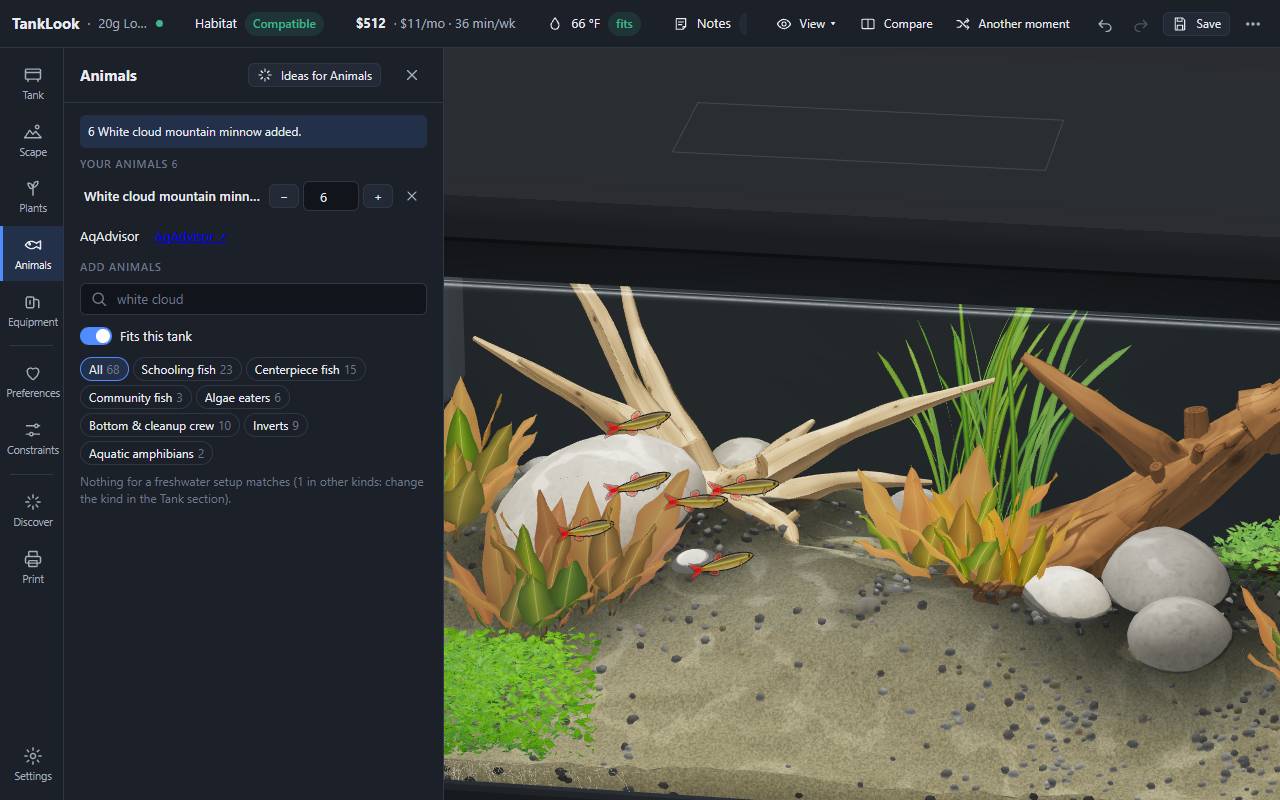 TankLook · 20g Lo...
Habitat Compatible
$512 · $11/mo · 36 min/wk
66 °F fits
Notes
View
Compare
Another moment
Save
Tank
Scape
Plants
Animals
Equipment
Preferences
Constraints
Discover
Print
Settings
Animals
Ideas for Animals
6 White cloud mountain minnow added.
YOUR ANIMALS 6
White cloud mountain minn... − 6 +
AqAdvisor AqAdvisor ↗
ADD ANIMALS
white cloud
Fits this tank
All 68 Schooling fish 23 Centerpiece fish 15
Community fish 3 Algae eaters 6
Bottom & cleanup crew 10 Inverts 9
Aquatic amphibians 2
Nothing for a freshwater setup matches (1 in other kinds: change
the kind in the Tank section).